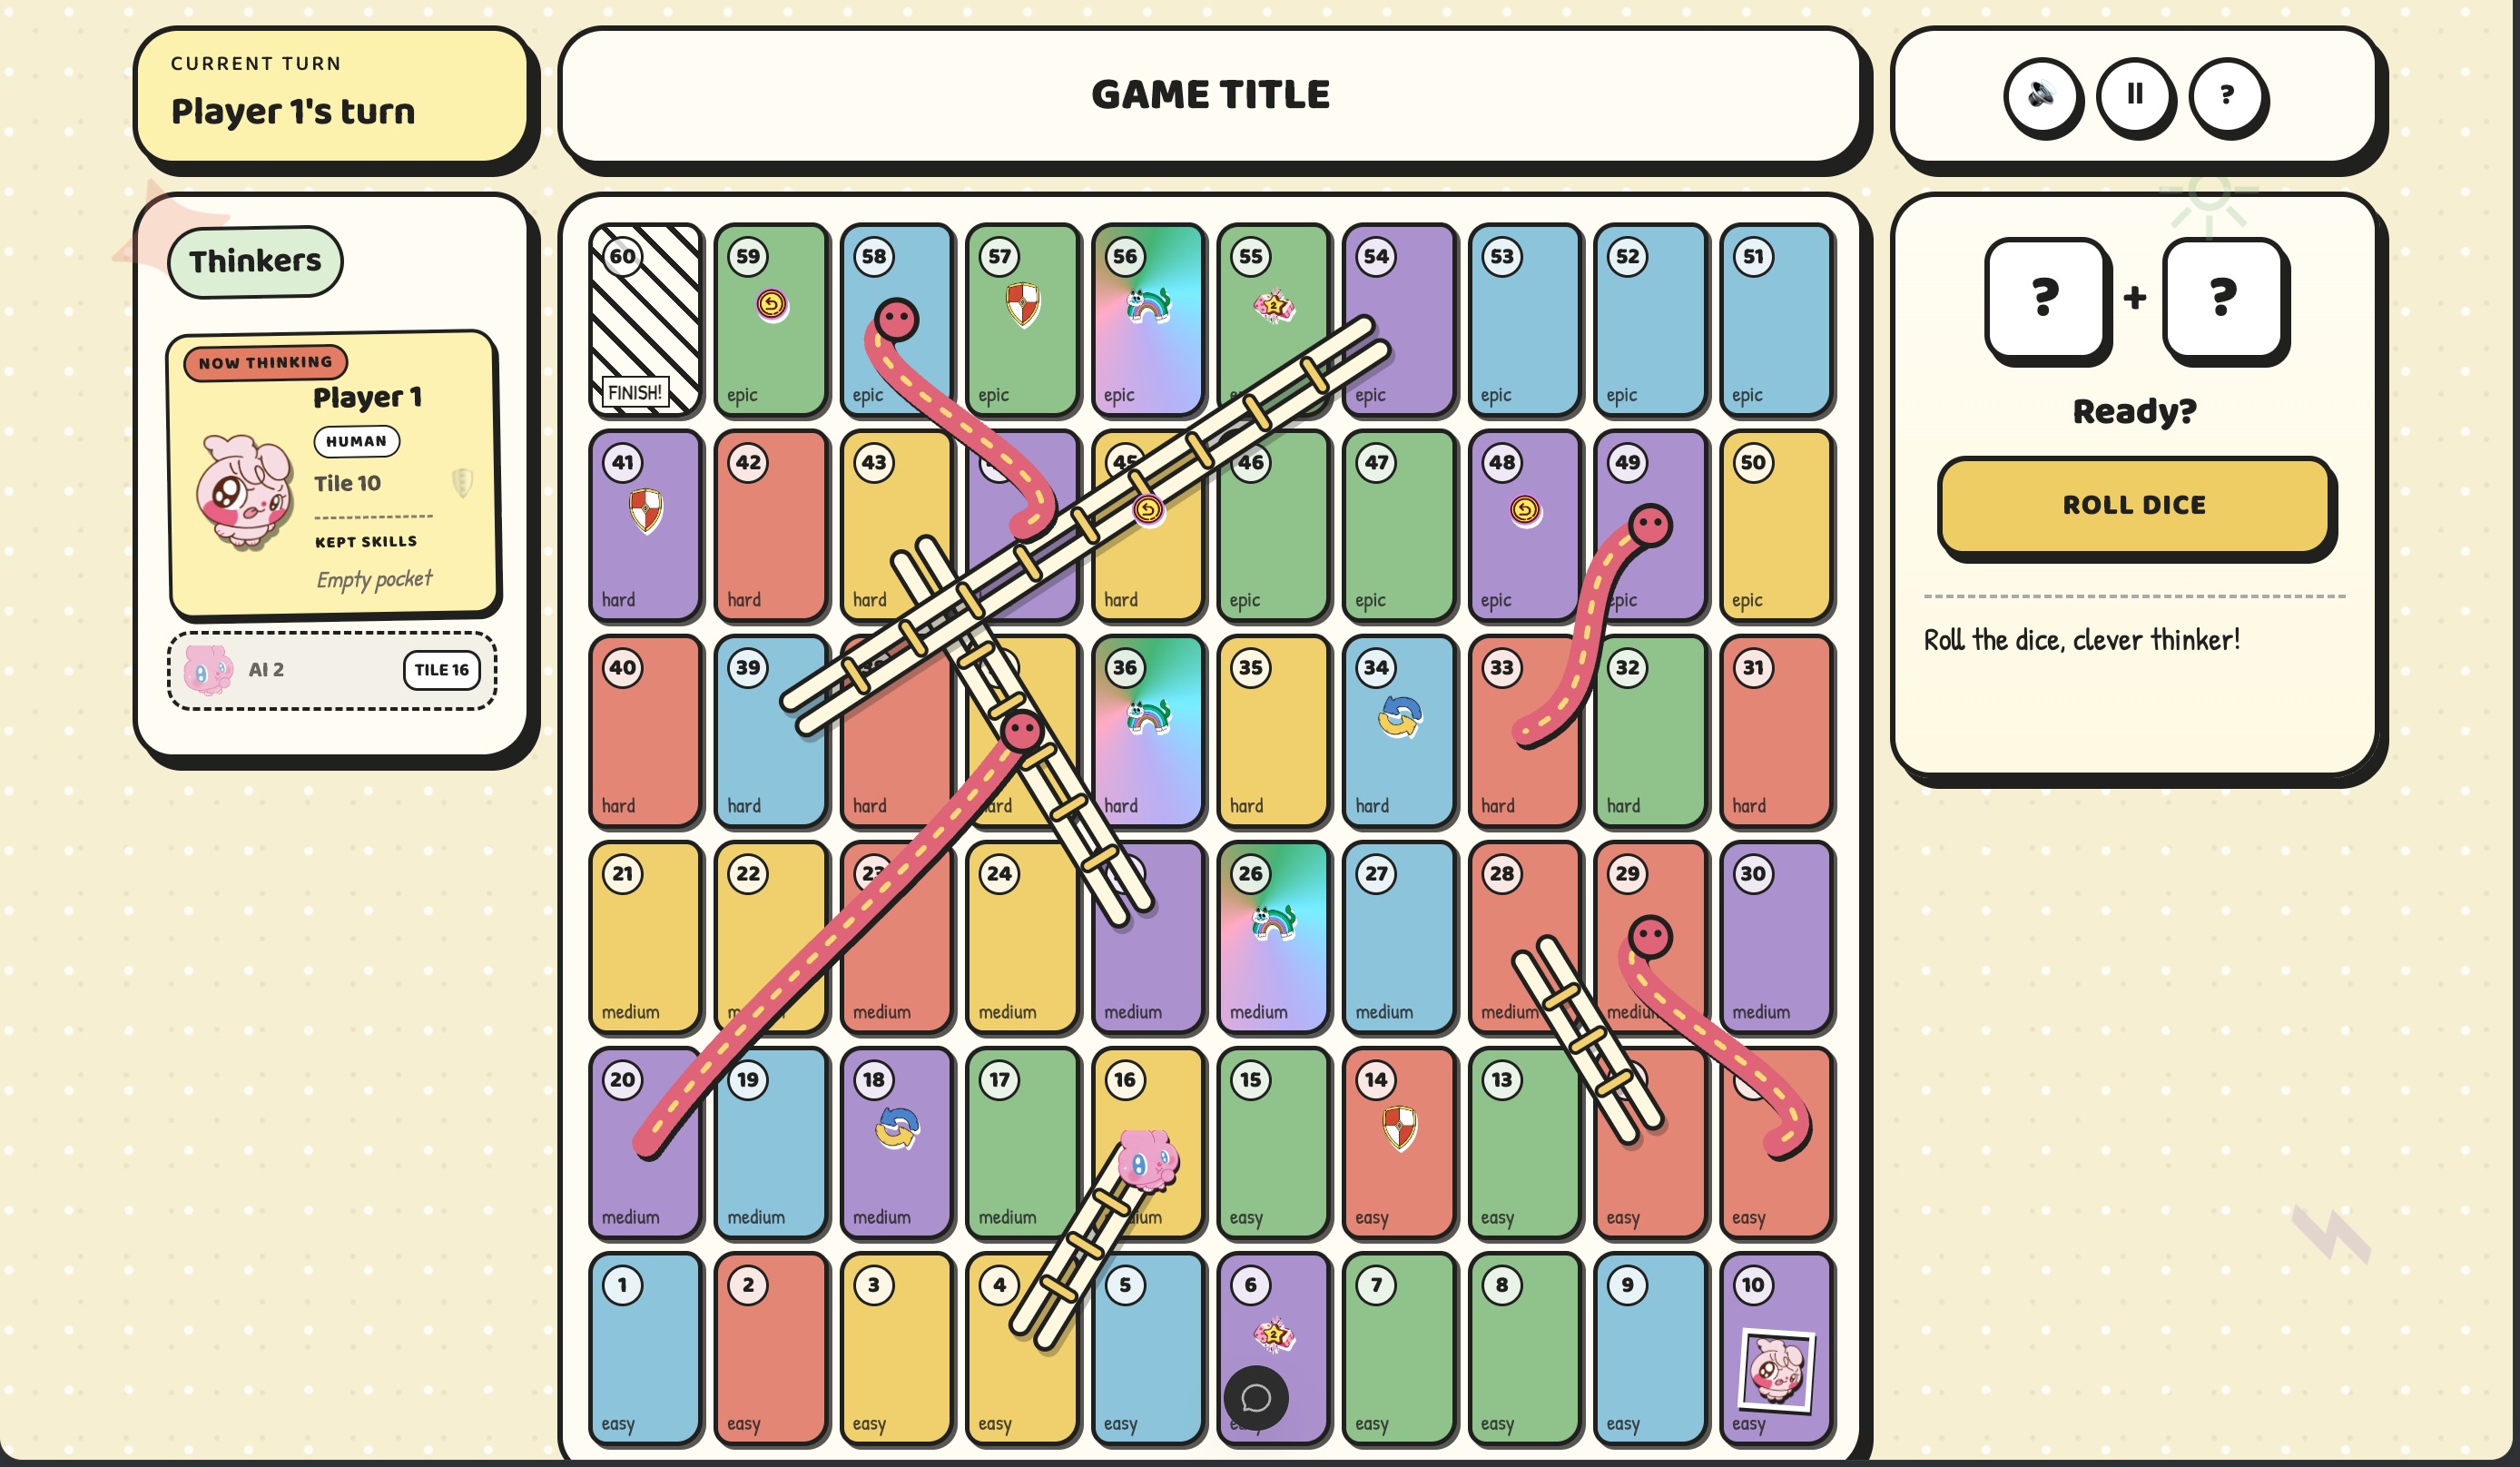 CURRENT TURN
Player 1's turn
GAME TITLE
?
Thinkers
NOW THINKING
Player 1
HUMAN
Tile 10
KEPT SKILLS
Empty pocket
AI 2
TILE 16
60 59 58 57 56 55 54 53 52 51
FINISH! epic epic epic epic epic epic epic epic
41 42 43 45 46 47 48 49 50
hard hard hard hard epic epic epic epic epic
40 39 36 35 34 33 32 31
hard hard hard hard hard hard hard hard hard
21 22 23 24 26 27 28 29 30
medium medium medium medium medium medium medium medium medium
20 19 18 17 16 15 14 13
medium medium medium medium easy easy easy easy easy
1 2 3 4 5 6 7 8 9 10
easy easy easy easy easy easy easy easy easy
? + ?
Ready?
ROLL DICE
Roll the dice, clever thinker!